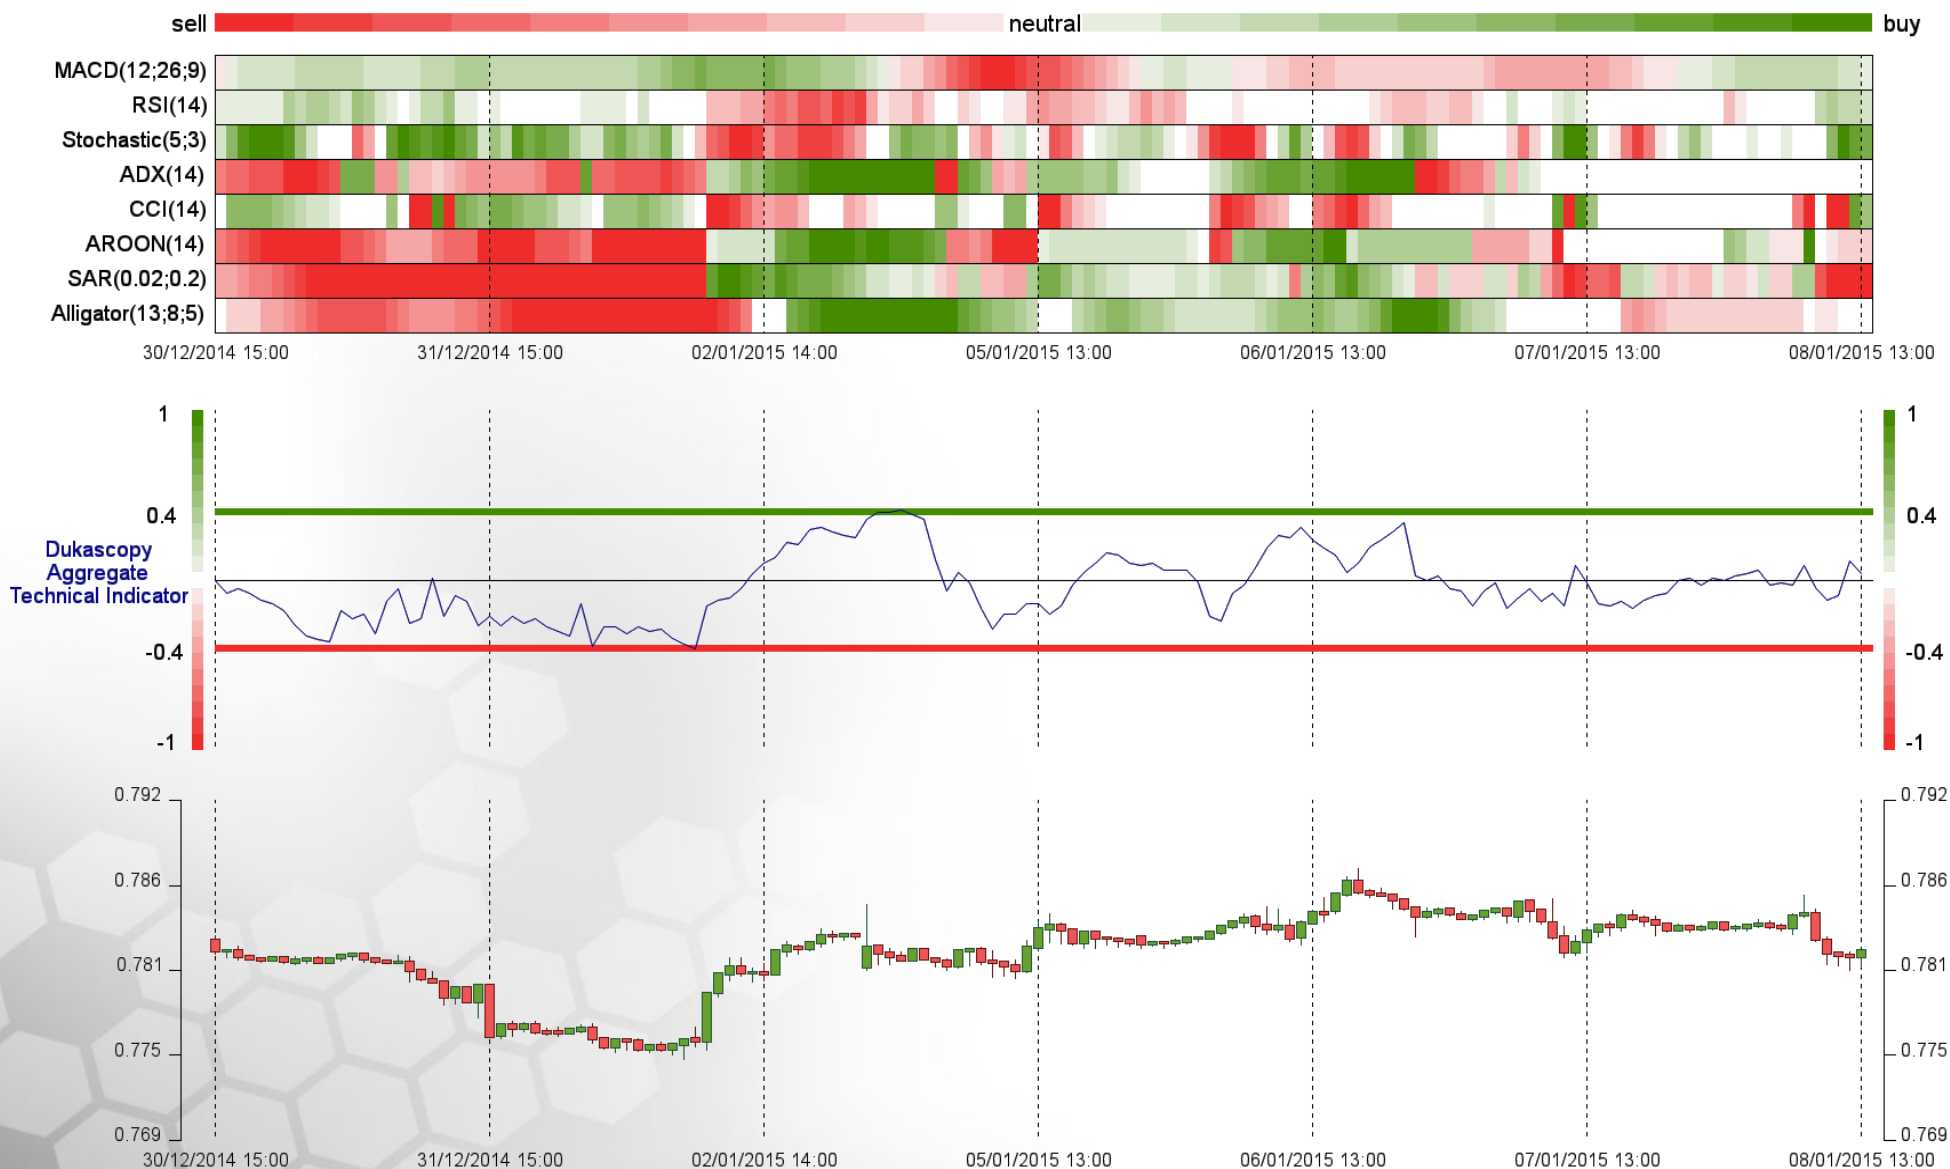 sell neutral buy
MACD(12;26;9)
RSI(14)
Stochastic(5;3)
ADX(14)
CCI(14)
AROON(14)
SAR(0.02;0.2)
Alligator(13;8;5)
30/12/2014 15:00 31/12/2014 15:00 02/01/2015 14:00 05/01/2015 13:00 06/01/2015 13:00 07/01/2015 13:00 08/01/2015 13:00
1 1
0.4 0.4
Dukascopy
Aggregate
Technical Indicator
-0.4 -0.4
-1 -1
0.792 0.792
0.786 0.786
0.781 0.781
0.775 0.775
0.769 0.769
30/12/2014 15:00 31/12/2014 15:00 02/01/2015 14:00 05/01/2015 13:00 06/01/2015 13:00 07/01/2015 13:00 08/01/2015 13:00